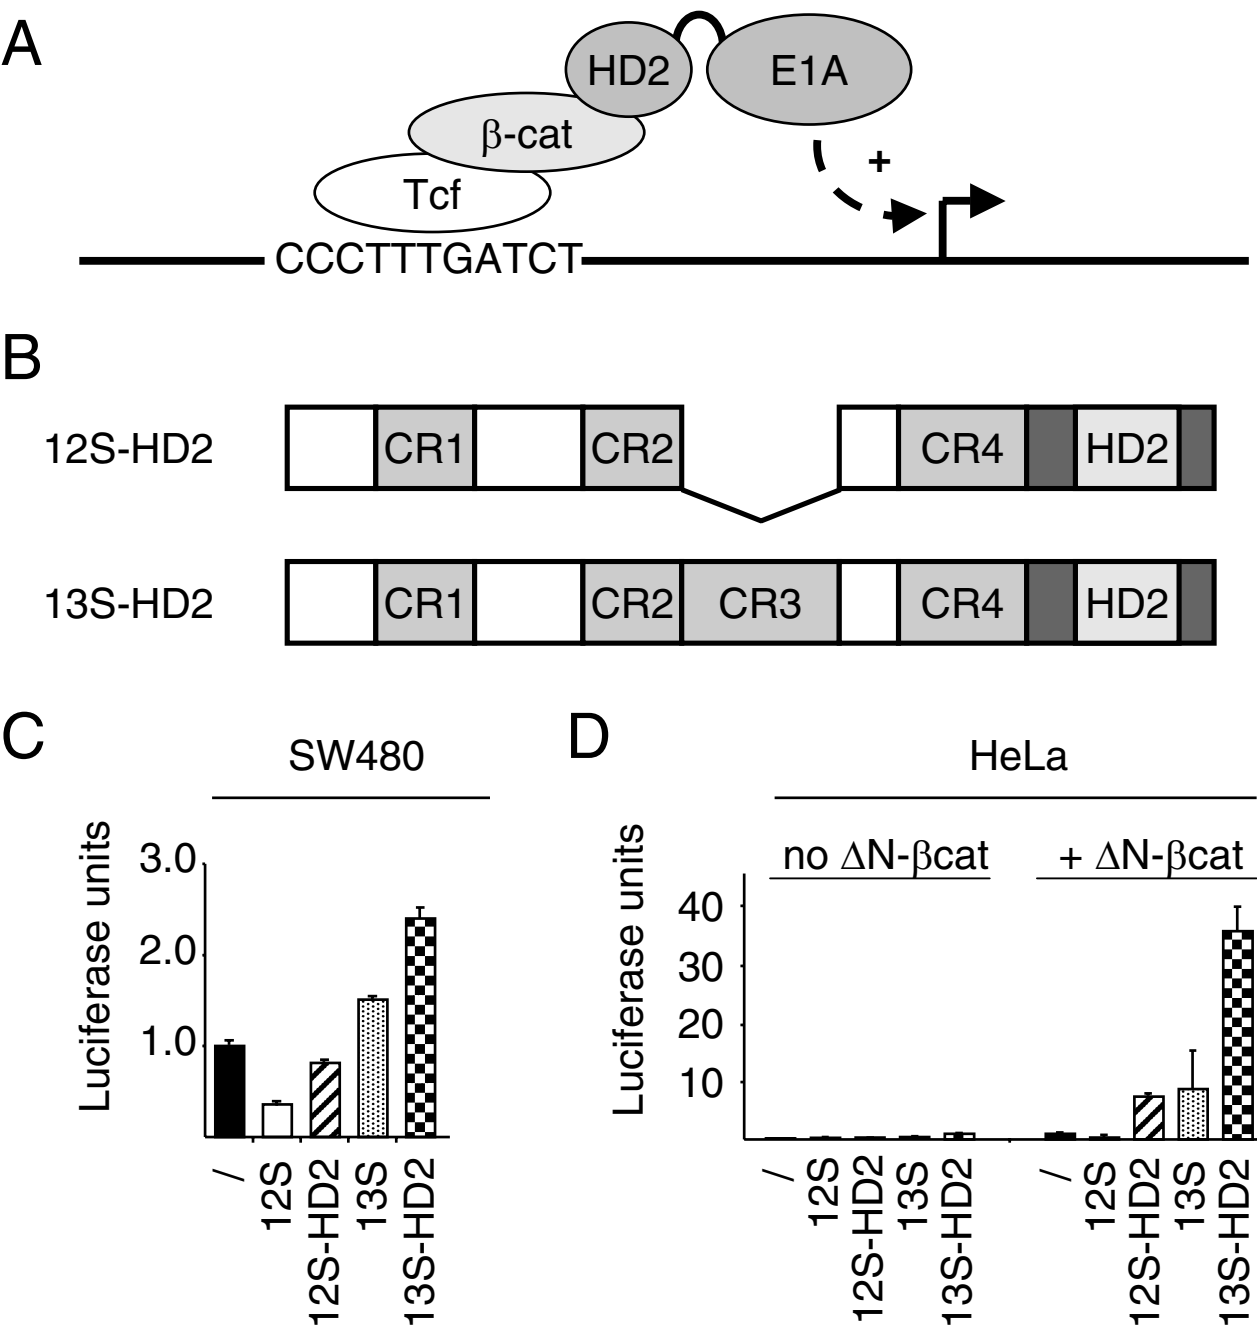 A
HD2
E1A
β-cat
+
Tcf
CCCTTTGATCT
B
12S-HD2
CR1
CR2
CR4
HD2
13S-HD2
CR1
CR2
CR3
CR4
HD2
C
SW480
Luciferase units
3.0
2.0
1.0
/
12S
12S-HD2
13S
13S-HD2
D
HeLa
no ΔN-βcat
+ ΔN-βcat
Luciferase units
40
30
20
10
/
12S
12S-HD2
13S
13S-HD2
/
12S
12S-HD2
13S
13S-HD2